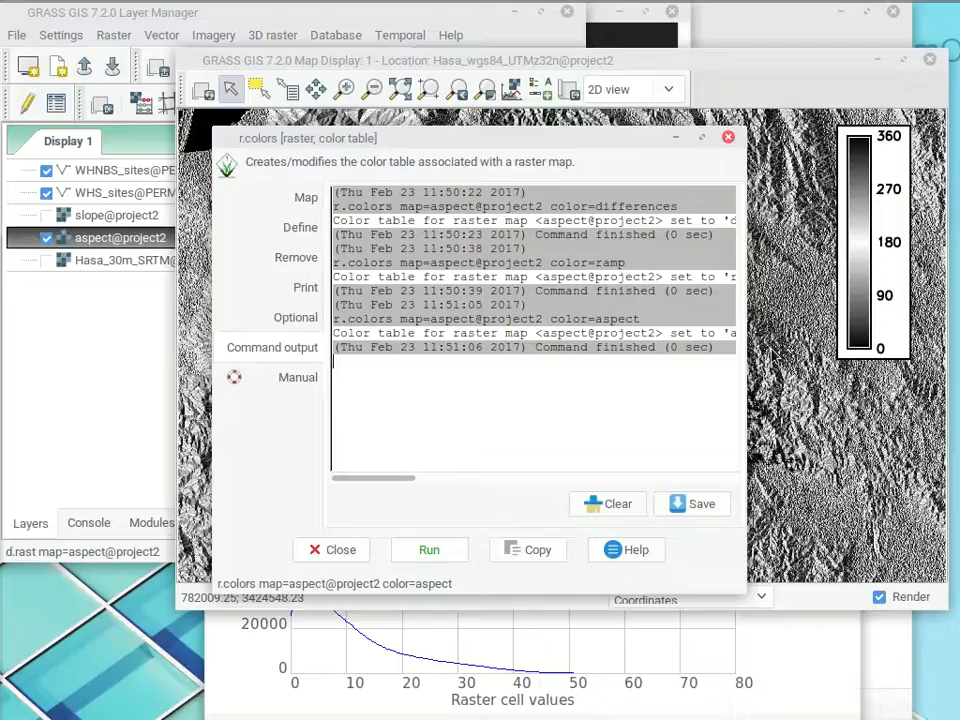 GRASS GIS 7.2.0 Layer Manager
File Settings Raster Vector Imagery 3D raster Database Temporal Help
GRASS GIS 7.2.0 Map Display: 1 - Location: Hasa_wgs84_UTMz32n@project2
2D view
Display 1
WHNBS_sites@PE
WHS_sites@PERM
slope@project2
aspect@project2
Hasa_30m_SRTM@
Layers Console Modules
d.rast map=aspect@project2
r.colors [raster, color table]
Creates/modifies the color table associated with a raster map.
Map
Define
Remove
Print
Optional
Command output
Manual
(Thu Feb 23 11:50:22 2017)
r.colors map=aspect@project2 color=differences
Color table for raster map <aspect@project2> set to 'd
(Thu Feb 23 11:50:23 2017) Command finished (0 sec)
(Thu Feb 23 11:50:38 2017)
r.colors map=aspect@project2 color=ramp
Color table for raster map <aspect@project2> set to 'r
(Thu Feb 23 11:50:39 2017) Command finished (0 sec)
(Thu Feb 23 11:51:05 2017)
r.colors map=aspect@project2 color=aspect
Color table for raster map <aspect@project2> set to 'a
(Thu Feb 23 11:51:06 2017) Command finished (0 sec)
Clear Save
Close Run Copy Help
r.colors map=aspect@project2 color=aspect
360
270
180
90
0
782009.25, 3424548.23
Coordinates
Render
20000
0
0 10 20 30 40 50 60 70 80
Raster cell values